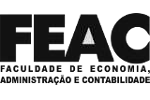 FEAC
FACULDADE DE ECONOMIA,
ADMINISTRAÇÃO E CONTABILIDADE